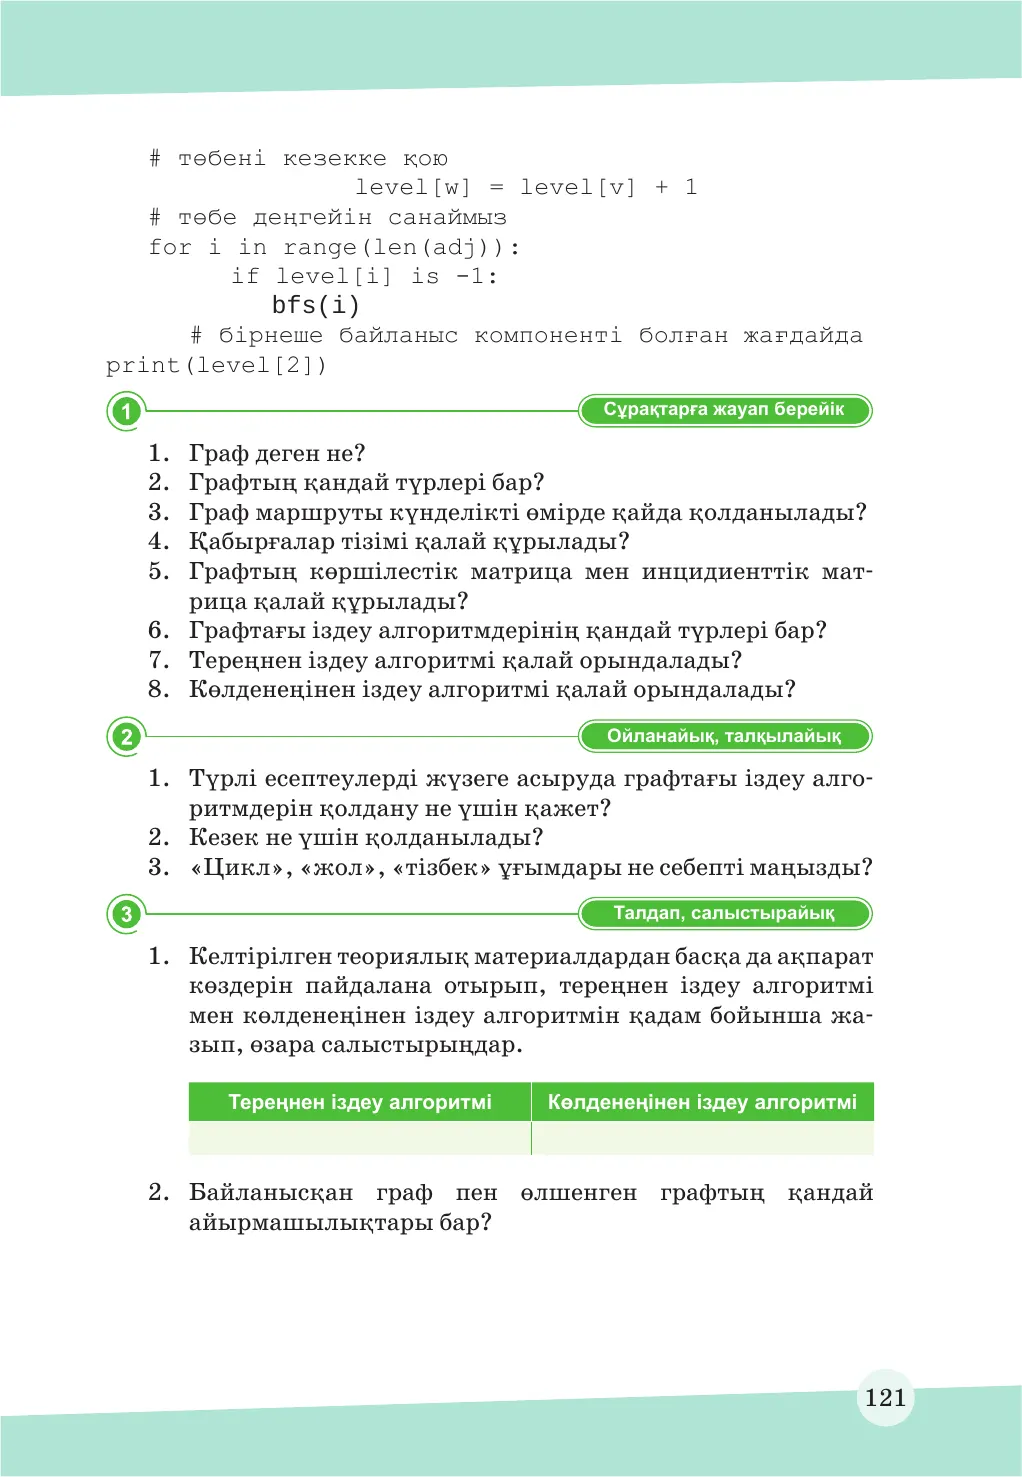 # төбені кезекке қою
level[w] = level[v] + 1
# төбе деңгейін санаймыз
for i in range(len(adj)):
if level[i] is -1:
bfs(i)
# бірнеше байланыс компоненті болған жағдайда
print(level[2])
1 Сұрақтарға жауап берейік
1. Граф деген не?
2. Графтың қандай түрлері бар?
3. Граф маршруты күнделікті өмірде қайда қолданылады?
4. Қабырғалар тізімі қалай құрылады?
5. Графтың көршілестік матрица мен инцидиенттік мат-
рица қалай құрылады?
6. Графтағы іздеу алгоритмдерінің қандай түрлері бар?
7. Тереңнен іздеу алгоритмі қалай орындалады?
8. Көлденеңінен іздеу алгоритмі қалай орындалады?
2 Ойланайық, талқылайық
1. Түрлі есептеулерді жүзеге асыруда графтағы іздеу алго-
ритмдерін қолдану не үшін қажет?
2. Кезек не үшін қолданылады?
3. «Цикл», «жол», «тізбек» ұғымдары не себепті маңызды?
3 Талдап, салыстырайық
1. Келтірілген теориялық материалдардан басқа да ақпарат
көздерін пайдалана отырып, тереңнен іздеу алгоритмі
мен көлденеңінен іздеу алгоритмін қадам бойынша жа-
зып, өзара салыстырыңдар.
Тереңнен іздеу алгоритмі Көлденеңінен іздеу алгоритмі
2. Байланысқан граф пен өлшенген графтың қандай
айырмашылықтары бар?
121